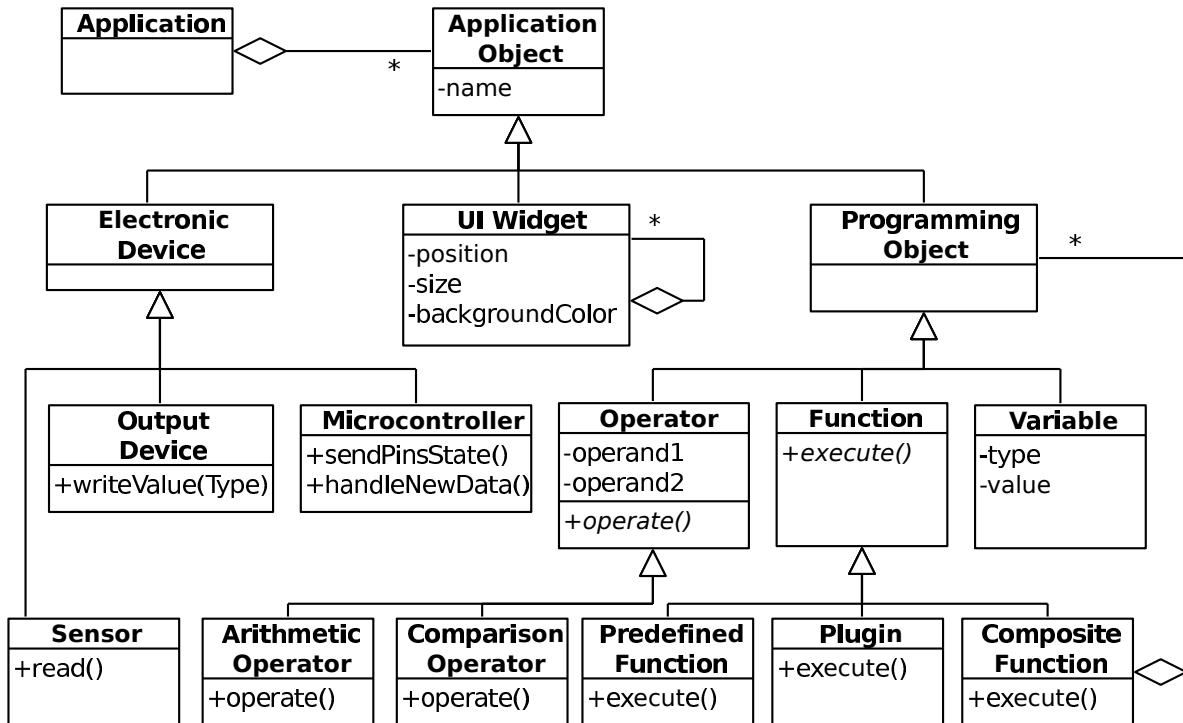 Application
Application
Object
-name
*
Electronic
Device
UI Widget
-position
-size
-backgroundColor
*
Programming
Object
*
Output
Device
+writeValue(Type)
Microcontroller
+sendPinsState()
+handleNewData()
Operator
-operand1
-operand2
+operate()
Function
+execute()
Variable
-type
-value
Sensor
+read()
Arithmetic
Operator
+operate()
Comparison
Operator
+operate()
Predefined
Function
+execute()
Plugin
+execute()
Composite
Function
+execute()